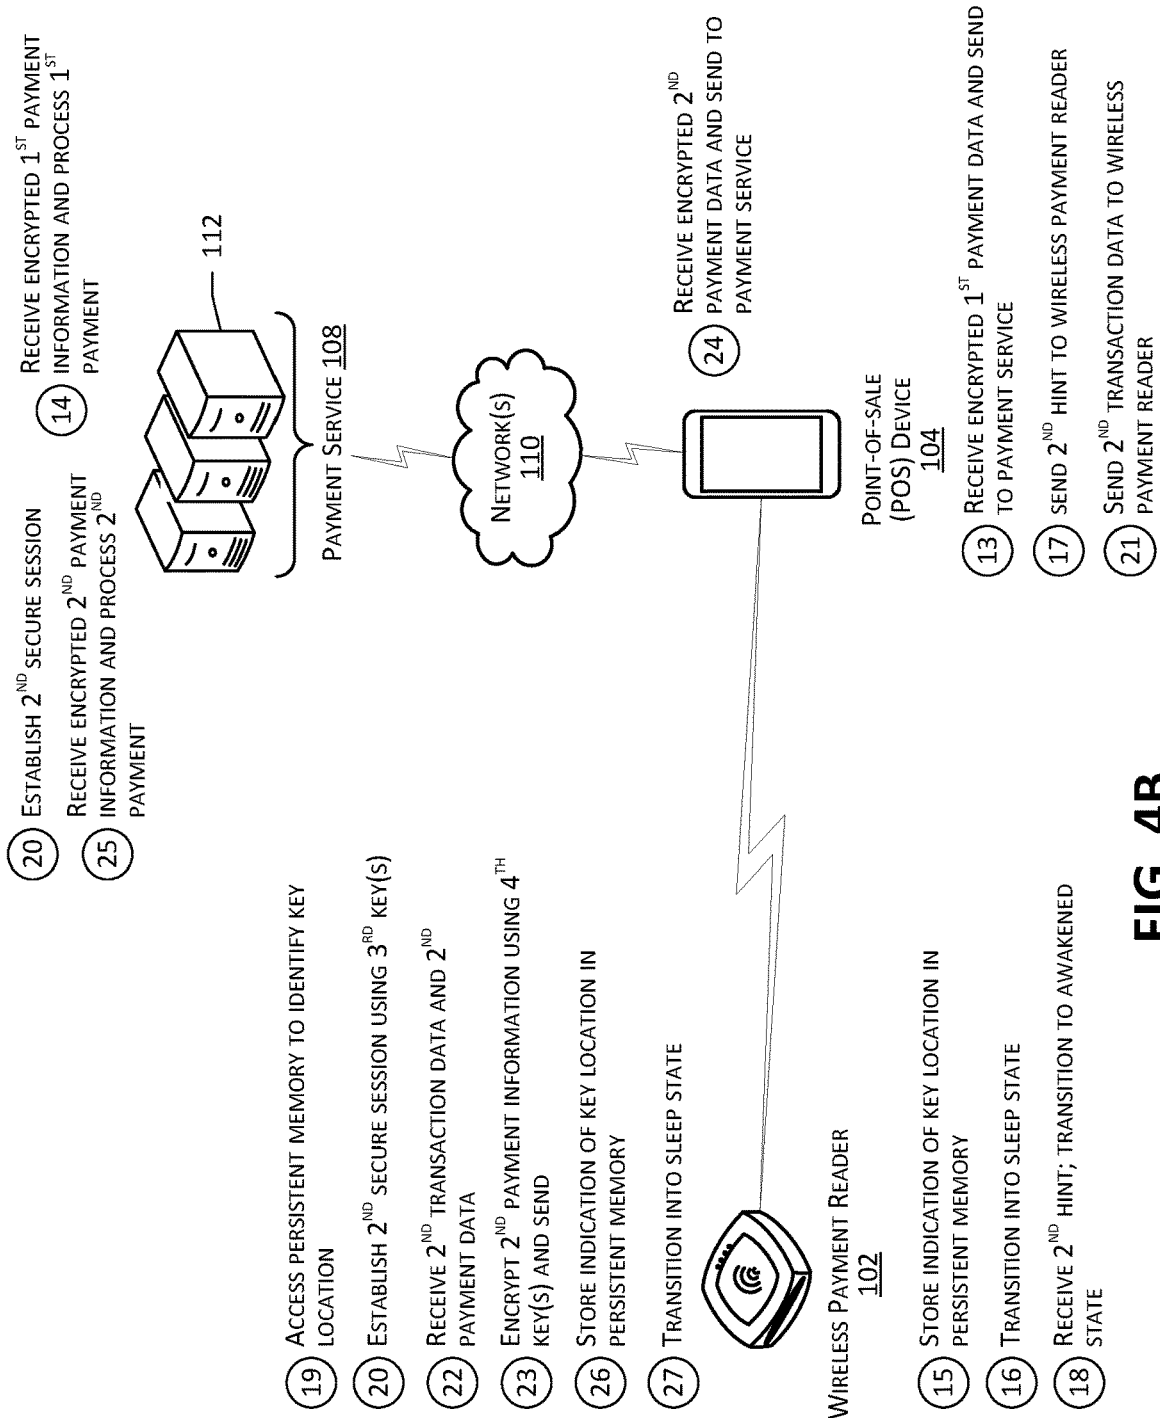 20 ESTABLISH 2ND SECURE SESSION
RECEIVE ENCRYPTED 2ND PAYMENT
25 INFORMATION AND PROCESS 2ND
PAYMENT
RECEIVE ENCRYPTED 1ST PAYMENT
14 INFORMATION AND PROCESS 1ST
PAYMENT
112
PAYMENT SERVICE 108
NETWORK(S)
110
19 ACCESS PERSISTENT MEMORY TO IDENTIFY KEY
LOCATION
20 ESTABLISH 2ND SECURE SESSION USING 3RD KEY(S)
22 RECEIVE 2ND TRANSACTION DATA AND 2ND
PAYMENT DATA
23 ENCRYPT 2ND PAYMENT INFORMATION USING 4TH
KEY(S) AND SEND
26 STORE INDICATION OF KEY LOCATION IN
PERSISTENT MEMORY
27 TRANSITION INTO SLEEP STATE
RECEIVE ENCRYPTED 2ND
24 PAYMENT DATA AND SEND TO
PAYMENT SERVICE
WIRELESS PAYMENT READER
102
POINT-OF-SALE
(POS) DEVICE
104
15 STORE INDICATION OF KEY LOCATION IN
PERSISTENT MEMORY
16 TRANSITION INTO SLEEP STATE
18 RECEIVE 2ND HINT; TRANSITION TO AWAKENED
STATE
13 RECEIVE ENCRYPTED 1ST PAYMENT DATA AND SEND
TO PAYMENT SERVICE
17 SEND 2ND HINT TO WIRELESS PAYMENT READER
21 SEND 2ND TRANSACTION DATA TO WIRELESS
PAYMENT READER
FIG. 4B